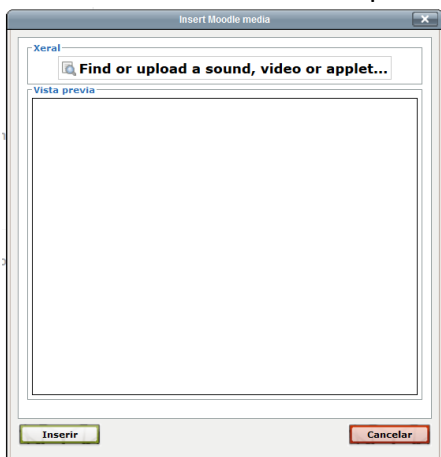 Insert Moodle media
Xeral
Find or upload a sound, video or applet...
Vista previa
Inserir
Cancelar